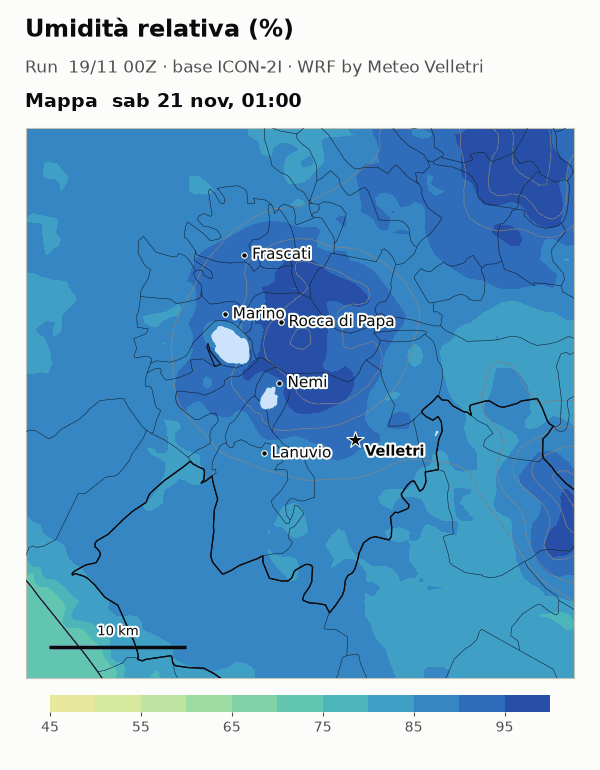 Umidità relativa (%)
Run 19/11 00Z · base ICON-2I · WRF by Meteo Velletri
Mappa sab 21 nov, 01:00
Frascati
Marino
Rocca di Papa
Nemi
Velletri
Lanuvio
10 km
45 55 65 75 85 95